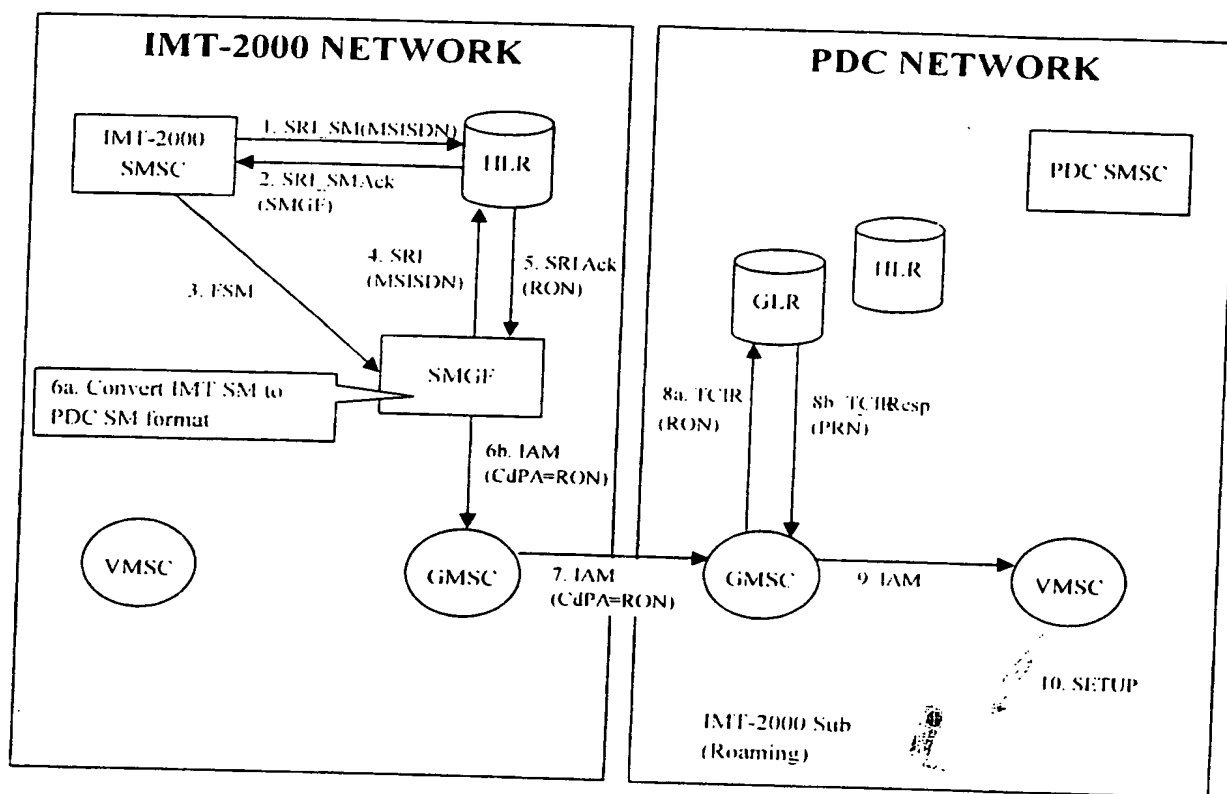 IMT-2000 NETWORK
PDC NETWORK
IMT-2000
SMSC
1. SRI_SM(MSISDN)
2. SRI_SMAck
(SMGF)
HLR
PDC SMSC
3. FSM
4. SRI
(MSISDN)
5. SRI Ack
(RON)
GLR
HLR
6a. Convert IMT SM to
PDC SM format
SMGF
6b. IAM
(CdPA=RON)
8a. TCIR
(RON)
8b. TCIResp
(PRN)
VMSC
GMSC
7. IAM
(CdPA=RON)
GMSC
9. IAM
VMSC
10. SETUP
IMT-2000 Sub
(Roaming)